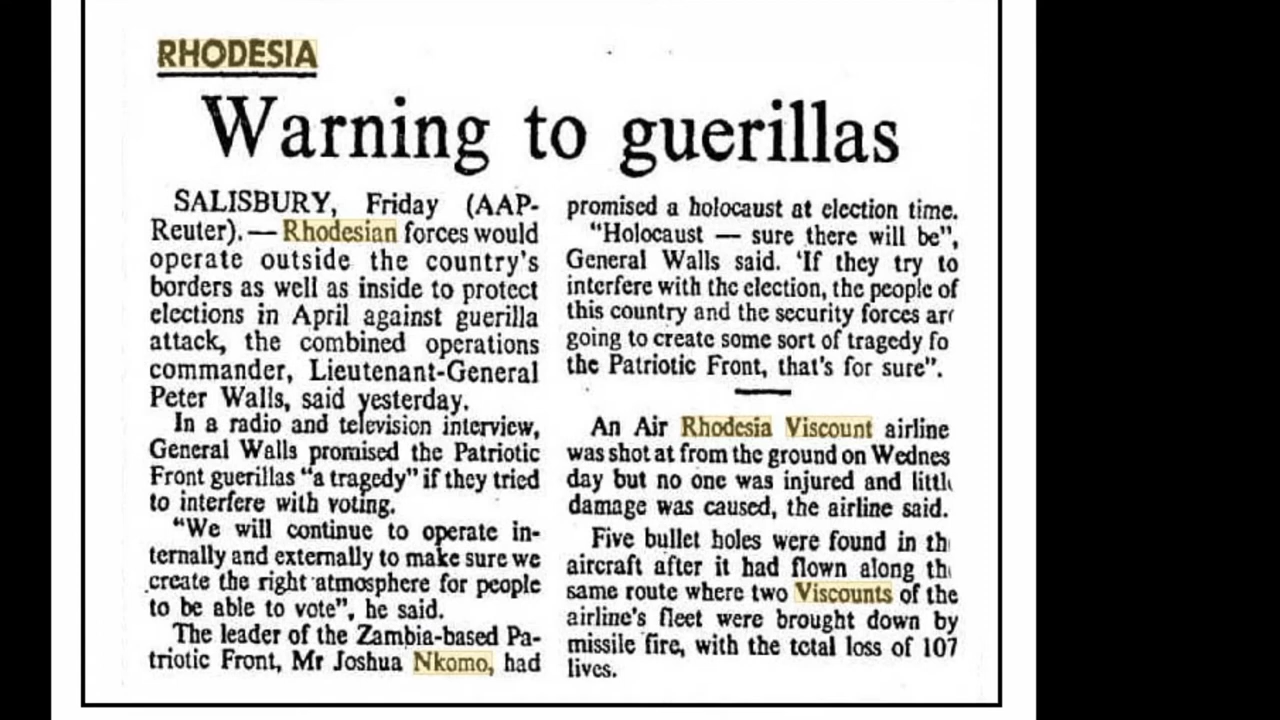 RHODESIA
Warning to guerillas
SALISBURY, Friday (AAP-
Reuter). — Rhodesian forces would
operate outside the country's
borders as well as inside to protect
elections in April against guerilla
attack, the combined operations
commander, Lieutenant-General
Peter Walls, said yesterday.
In a radio and television interview,
General Walls promised the Patriotic
Front guerillas "a tragedy" if they tried
to interfere with voting.
"We will continue to operate in-
ternally and externally to make sure we
create the right atmosphere for people
to be able to vote", he said.
The leader of the Zambia-based Pa-
triotic Front, Mr Joshua Nkomo, had
promised a holocaust at election time.
"Holocaust — sure there will be",
General Walls said. 'If they try to
interfere with the election, the people of
this country and the security forces ar
going to create some sort of tragedy fo
the Patriotic Front, that's for sure".
An Air Rhodesia Viscount airline
was shot at from the ground on Wednes
day but no one was injured and littl
damage was caused, the airline said.
Five bullet holes were found in th
aircraft after it had flown along th
same route where two Viscounts of the
airline's fleet were brought down by
missile fire, with the total loss of 107
lives.